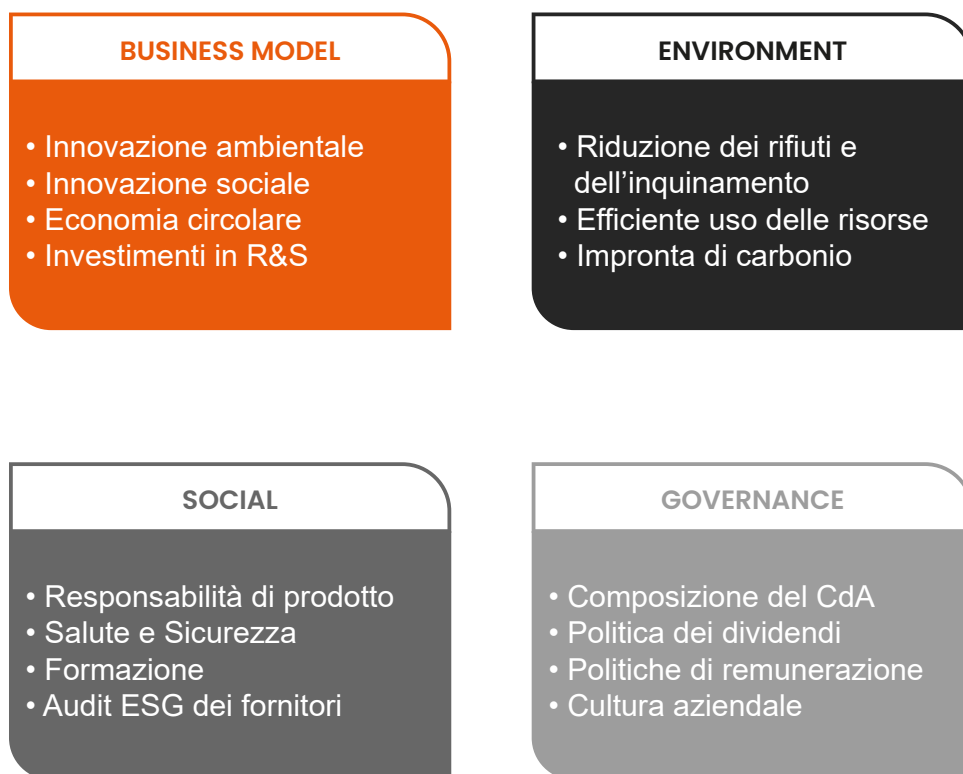 BUSINESS MODEL
• Innovazione ambientale
• Innovazione sociale
• Economia circolare
• Investimenti in R&S
ENVIRONMENT
• Riduzione dei rifiuti e
dell’inquinamento
• Efficiente uso delle risorse
• Impronta di carbonio
SOCIAL
• Responsabilità di prodotto
• Salute e Sicurezza
• Formazione
• Audit ESG dei fornitori
GOVERNANCE
• Composizione del CdA
• Politica dei dividendi
• Politiche di remunerazione
• Cultura aziendale